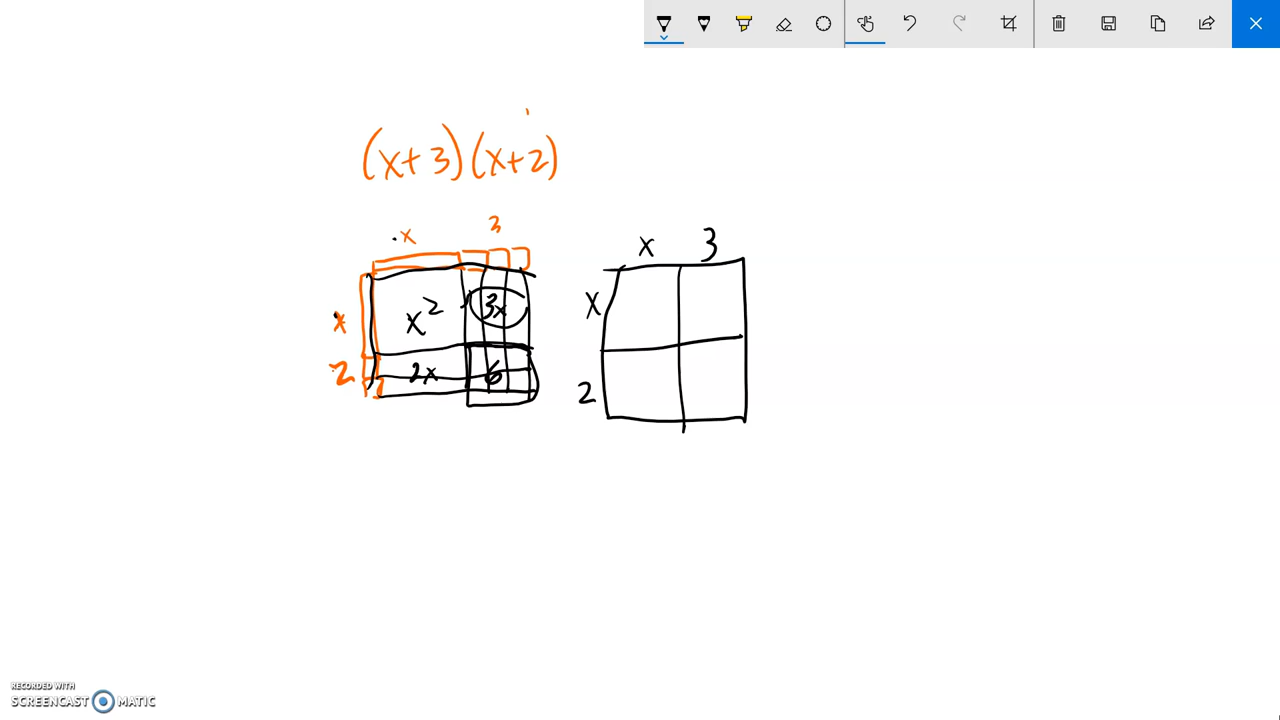 (x+3)(x+2)
x 3
x x² 3x
2 2x 6
x 3
x
2
RECORDED WITH
SCREENCAST MATIC